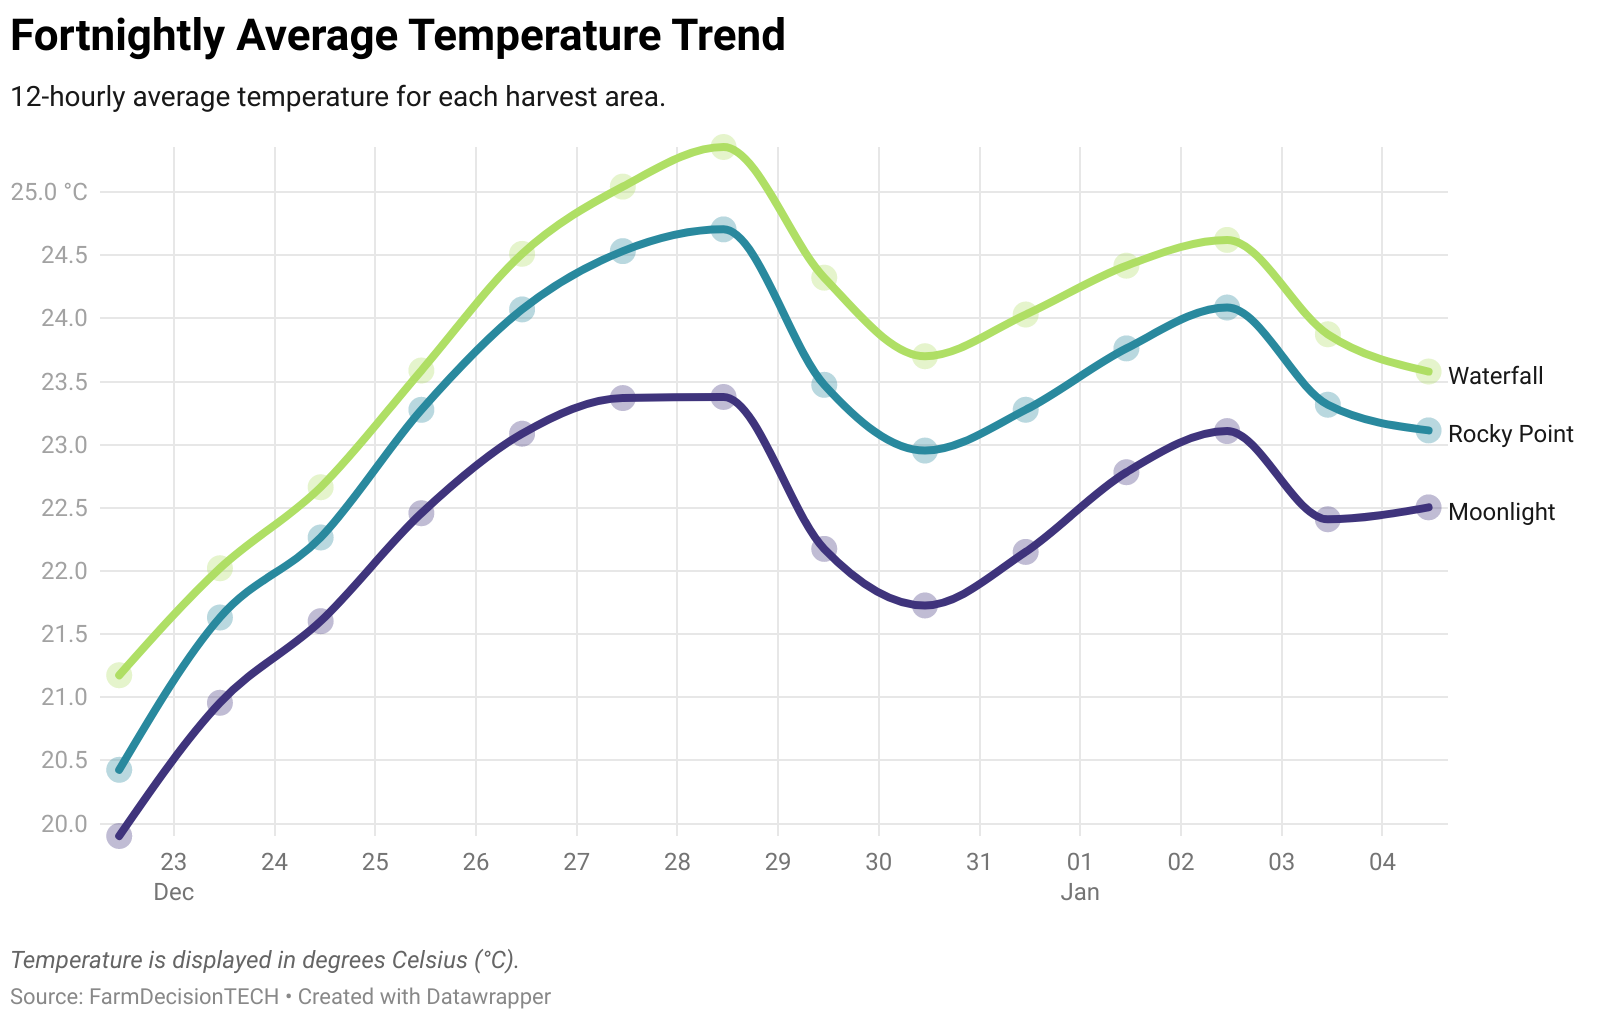 Fortnightly Average Temperature Trend
12-hourly average temperature for each harvest area.
25.0 °C
24.5
24.0
23.5
23.0
22.5
22.0
21.5
21.0
20.5
20.0
Waterfall
Rocky Point
Moonlight
23 24 25 26 27 28 29 30 31 01 02 03 04
Dec Jan
Temperature is displayed in degrees Celsius (°C).
Source: FarmDecisionTECH • Created with Datawrapper